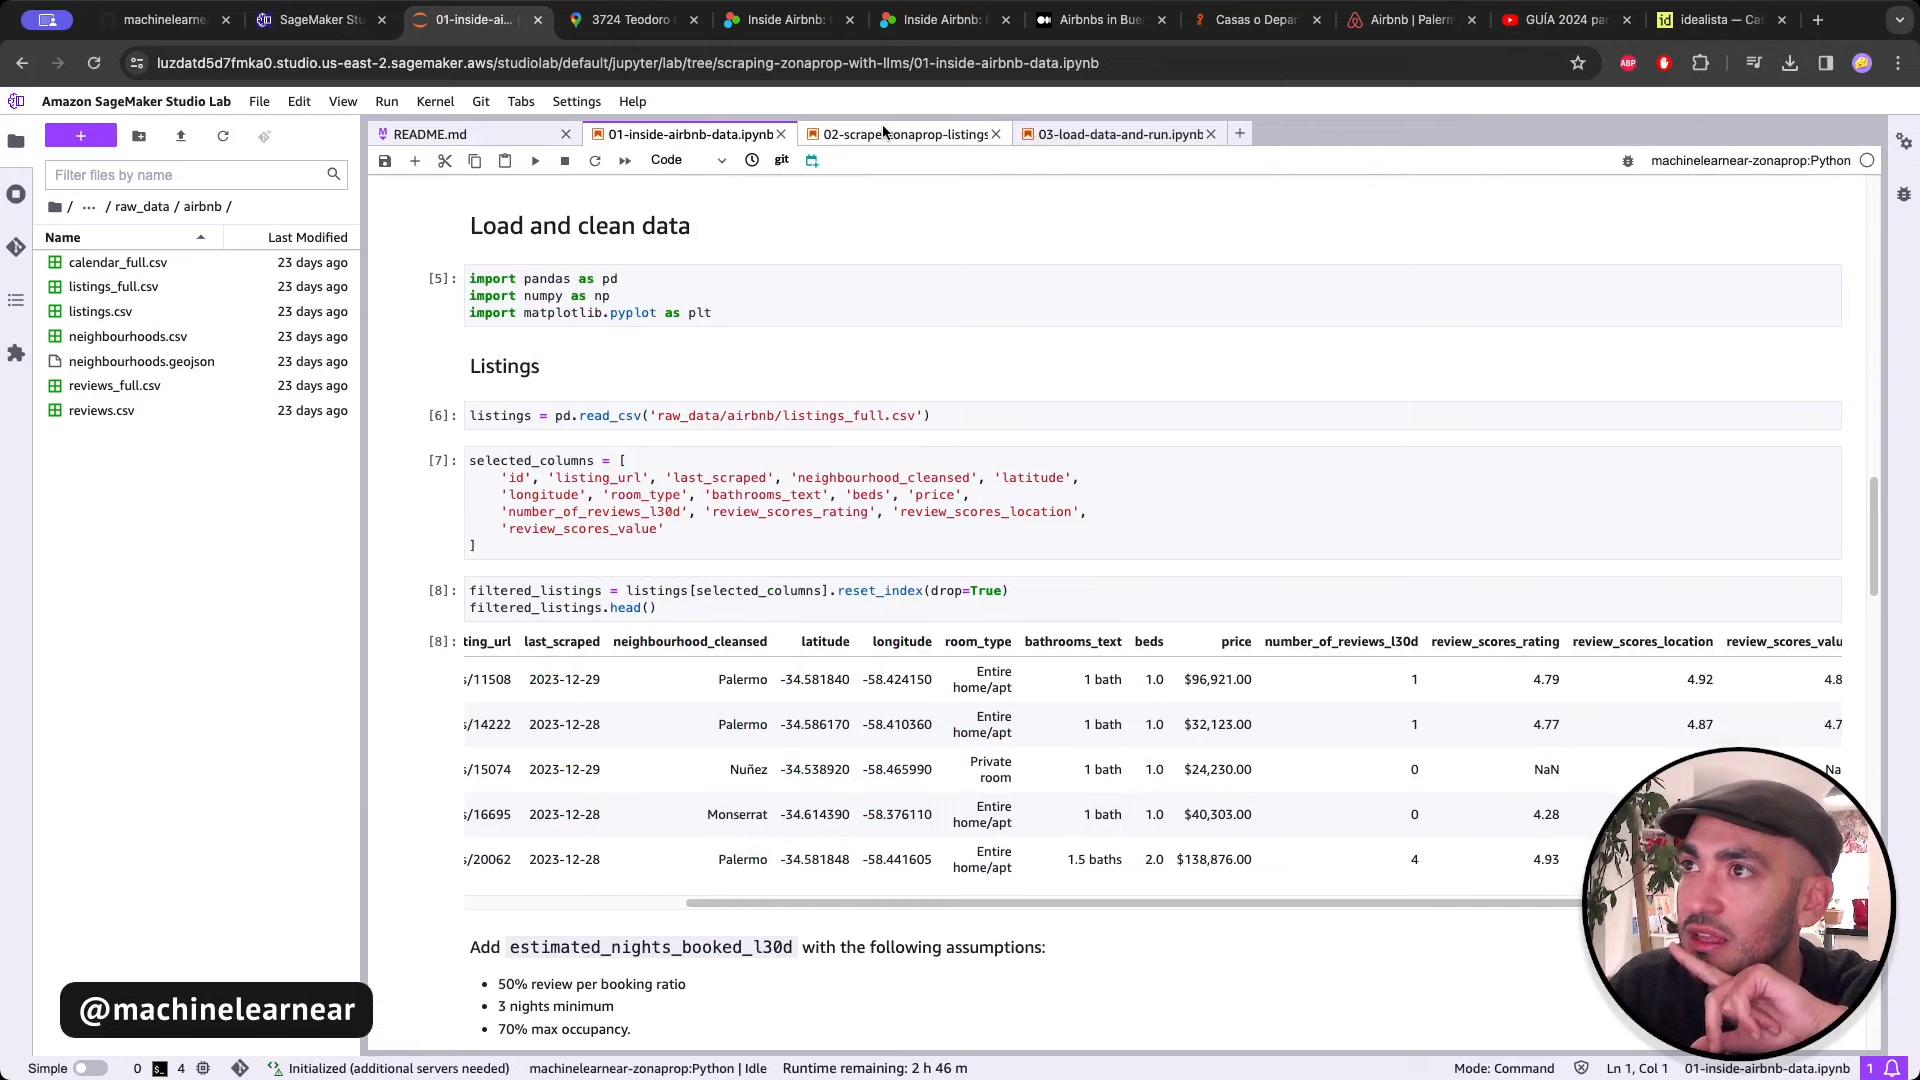 machinelearne
SageMaker Stu
01-inside-ai...
3724 Teodoro
Inside Airbnb:
Inside Airbnb:
Airbnbs in Bue
Casas o Depar
Airbnb | Palerm
GUÍA 2024 par
idealista — Cas
luzdatd5d7fmka0.studio.us-east-2.sagemaker.aws/studiolab/default/jupyter/lab/tree/scraping-zonaprop-with-llms/01-inside-airbnb-data.ipynb
ABP
Amazon SageMaker Studio Lab File Edit View Run Kernel Git Tabs Settings Help
README.md
01-inside-airbnb-data.ipynb
02-scrape-zonaprop-listings
03-load-data-and-run.ipynb
Code
git
machinelearnear-zonaprop:Python
Filter files by name
/ ... / raw_data / airbnb /
Name Last Modified
calendar_full.csv 23 days ago
listings_full.csv 23 days ago
listings.csv 23 days ago
neighbourhoods.csv 23 days ago
neighbourhoods.geojson 23 days ago
reviews_full.csv 23 days ago
reviews.csv 23 days ago
Load and clean data
[5]: import pandas as pd
import numpy as np
import matplotlib.pyplot as plt
Listings
[6]: listings = pd.read_csv('raw_data/airbnb/listings_full.csv')
[7]: selected_columns = [
'id', 'listing_url', 'last_scraped', 'neighbourhood_cleansed', 'latitude',
'longitude', 'room_type', 'bathrooms_text', 'beds', 'price',
'number_of_reviews_l30d', 'review_scores_rating', 'review_scores_location',
'review_scores_value'
]
[8]: filtered_listings = listings[selected_columns].reset_index(drop=True)
filtered_listings.head()
[8]: ting_url last_scraped neighbourhood_cleansed latitude longitude room_type bathrooms_text beds price number_of_reviews_l30d review_scores_rating review_scores_location review_scores_valu
s/11508 2023-12-29 Palermo -34.581840 -58.424150 Entire home/apt 1 bath 1.0 $96,921.00 1 4.79 4.92 4.8
s/14222 2023-12-28 Palermo -34.586170 -58.410360 Entire home/apt 1 bath 1.0 $32,123.00 1 4.77 4.87 4.7
s/15074 2023-12-29 Nuñez -34.538920 -58.465990 Private room 1 bath 1.0 $24,230.00 0 NaN Na
s/16695 2023-12-28 Monserrat -34.614390 -58.376110 Entire home/apt 1 bath 1.0 $40,303.00 0 4.28
s/20062 2023-12-28 Palermo -34.581848 -58.441605 Entire home/apt 1.5 baths 2.0 $138,876.00 4 4.93
Add estimated_nights_booked_l30d with the following assumptions:
• 50% review per booking ratio
• 3 nights minimum
• 70% max occupancy.
@machinelearnear
Simple 0 4 Initialized (additional servers needed) machinelearnear-zonaprop:Python | Idle Runtime remaining: 2 h 46 m Mode: Command Ln 1, Col 1 01-inside-airbnb-data.ipynb 1